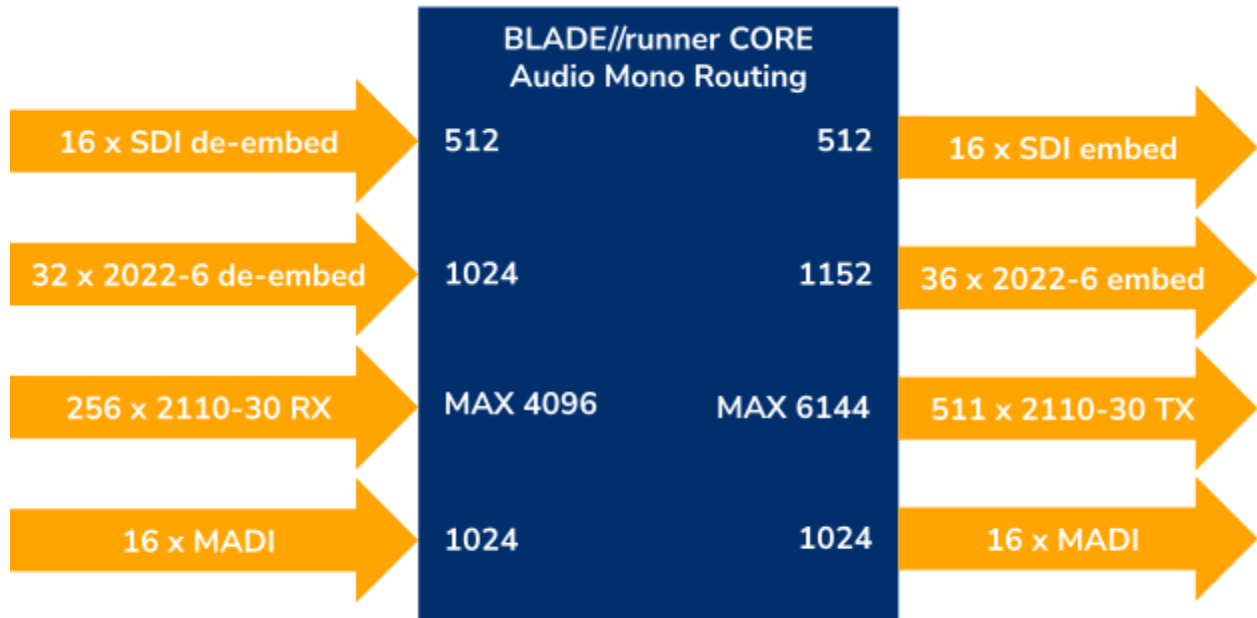 BLADE//runner CORE
Audio Mono Routing
16 x SDI de-embed
512
512
16 x SDI embed
32 x 2022-6 de-embed
1024
1152
36 x 2022-6 embed
256 x 2110-30 RX
MAX 4096
MAX 6144
511 x 2110-30 TX
16 x MADI
1024
1024
16 x MADI